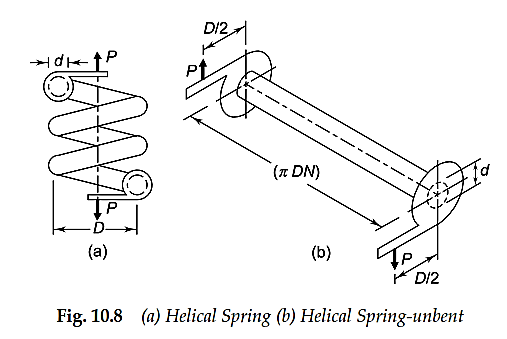 d
P
P
D
(a)
D/2
P
(π DN)
d
(b)
P
D/2
Fig. 10.8 (a) Helical Spring (b) Helical Spring-unbent